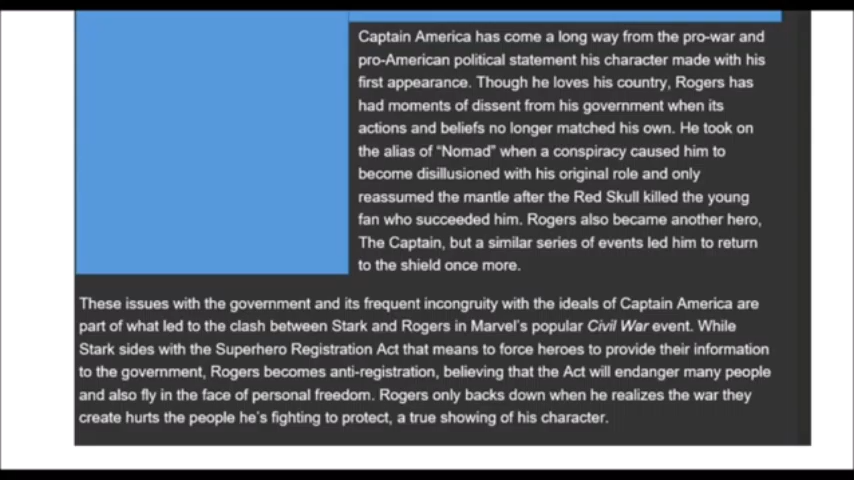 Captain America has come a long way from the pro-war and
pro-American political statement his character made with his
first appearance. Though he loves his country, Rogers has
had moments of dissent from his government when its
actions and beliefs no longer matched his own. He took on
the alias of “Nomad” when a conspiracy caused him to
become disillusioned with his original role and only
reassumed the mantle after the Red Skull killed the young
fan who succeeded him. Rogers also became another hero,
The Captain, but a similar series of events led him to return
to the shield once more.
These issues with the government and its frequent incongruity with the ideals of Captain America are
part of what led to the clash between Stark and Rogers in Marvel’s popular Civil War event. While
Stark sides with the Superhero Registration Act that means to force heroes to provide their information
to the government, Rogers becomes anti-registration, believing that the Act will endanger many people
and also fly in the face of personal freedom. Rogers only backs down when he realizes the war they
create hurts the people he’s fighting to protect, a true showing of his character.